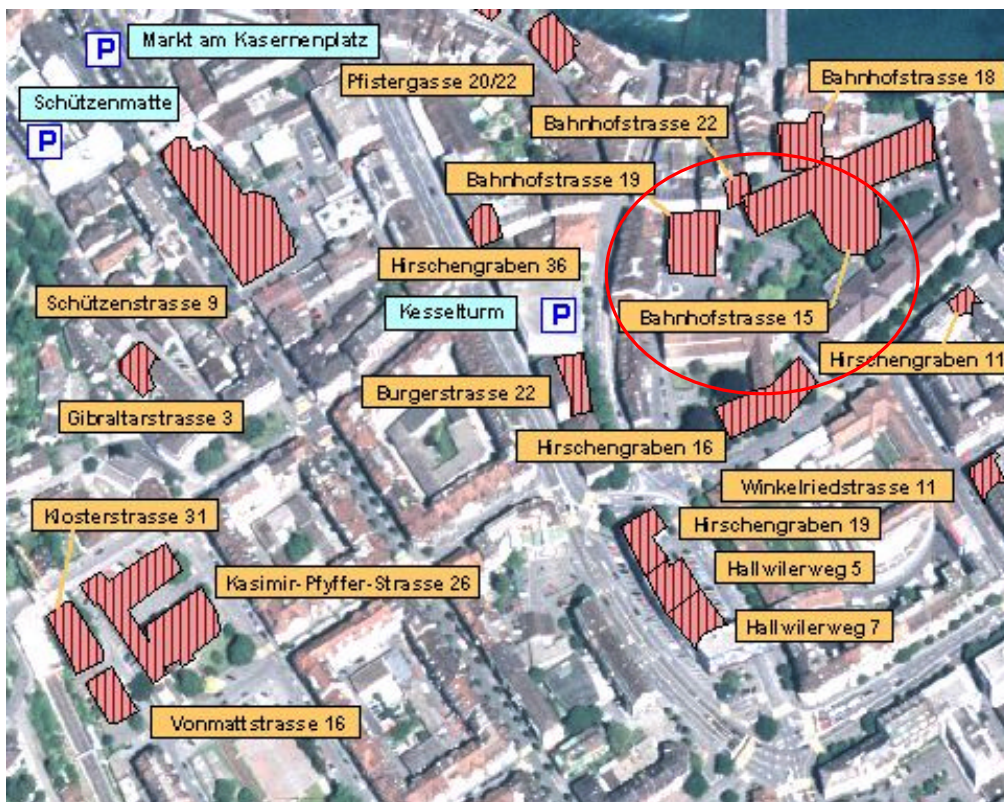 P
Markt am Kasernenplatz
Schützenmatte
P
Pfistergasse 20/22
Bahnhofstrasse 18
Bahnhofstrasse 22
Bahnhofstrasse 19
Hirschengraben 36
Schützenstrasse 9
Kesselturm
P
Bahnhofstrasse 15
Hirschengraben 11
Burgerstrasse 22
Gibraltarstrasse 3
Hirschengraben 16
Winkelriedstrasse 11
Klosterstrasse 31
Hirschengraben 19
Hallwilerweg 5
Kasimir-Pfyffer-Strasse 26
Hallwilerweg 7
Vonmattstrasse 16